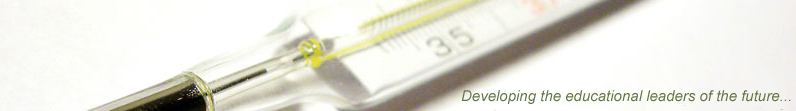 35
Developing the educational leaders of the future...